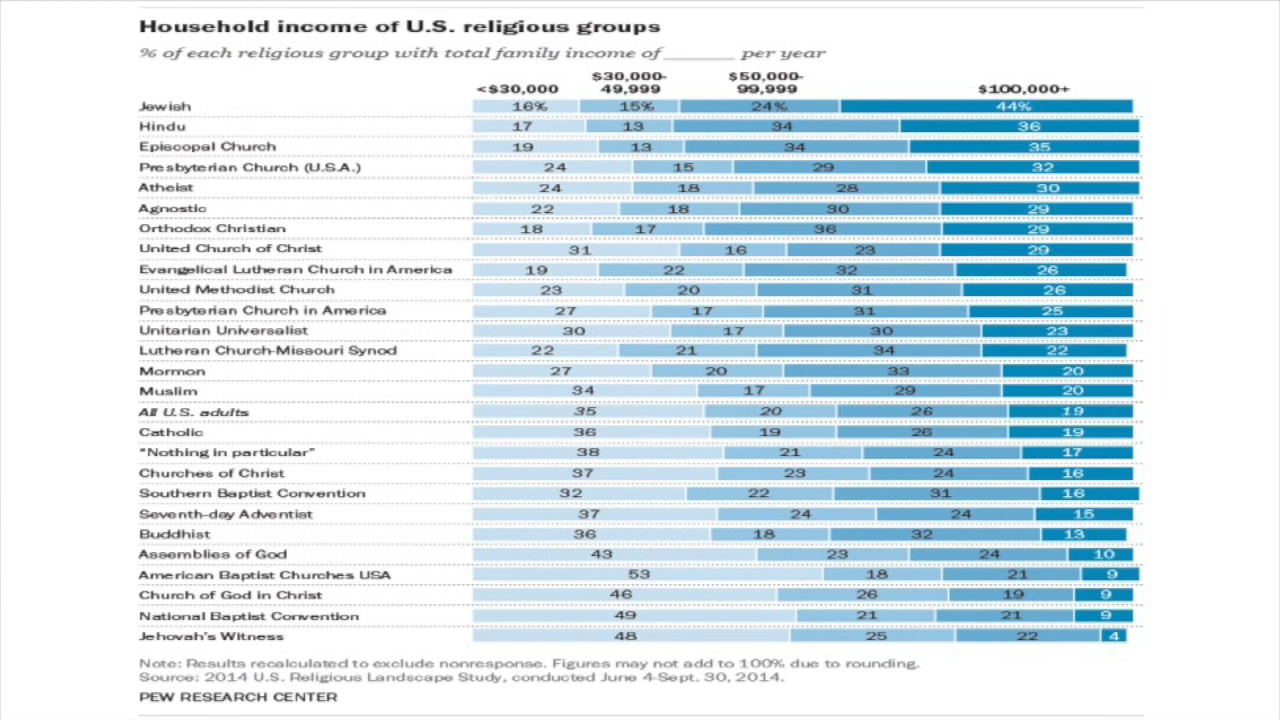 Household income of U.S. religious groups
% of each religious group with total family income of ______ per year
<$30,000 $30,000-49,999 $50,000-99,999 $100,000+
Jewish 16% 15% 24% 44%
Hindu 17 13 34 36
Episcopal Church 19 13 34 35
Presbyterian Church (U.S.A.) 24 15 29 32
Atheist 24 18 28 30
Agnostic 22 18 30 29
Orthodox Christian 18 17 36 29
United Church of Christ 31 16 23 29
Evangelical Lutheran Church in America 19 22 32 26
United Methodist Church 23 20 31 26
Presbyterian Church in America 27 17 31 25
Unitarian Universalist 30 17 30 23
Lutheran Church-Missouri Synod 22 21 34 22
Mormon 27 20 33 20
Muslim 34 17 29 20
All U.S. adults 35 20 26 19
Catholic 36 19 26 19
"Nothing in particular" 38 21 24 17
Churches of Christ 37 23 24 16
Southern Baptist Convention 32 22 31 16
Seventh-day Adventist 37 24 24 15
Buddhist 36 18 32 13
Assemblies of God 43 23 24 10
American Baptist Churches USA 53 18 21 9
Church of God in Christ 46 26 19 9
National Baptist Convention 49 21 21 9
Jehovah's Witness 48 25 22 4
Note: Results recalculated to exclude nonresponse. Figures may not add to 100% due to rounding.
Source: 2014 U.S. Religious Landscape Study, conducted June 4-Sept. 30, 2014.
PEW RESEARCH CENTER